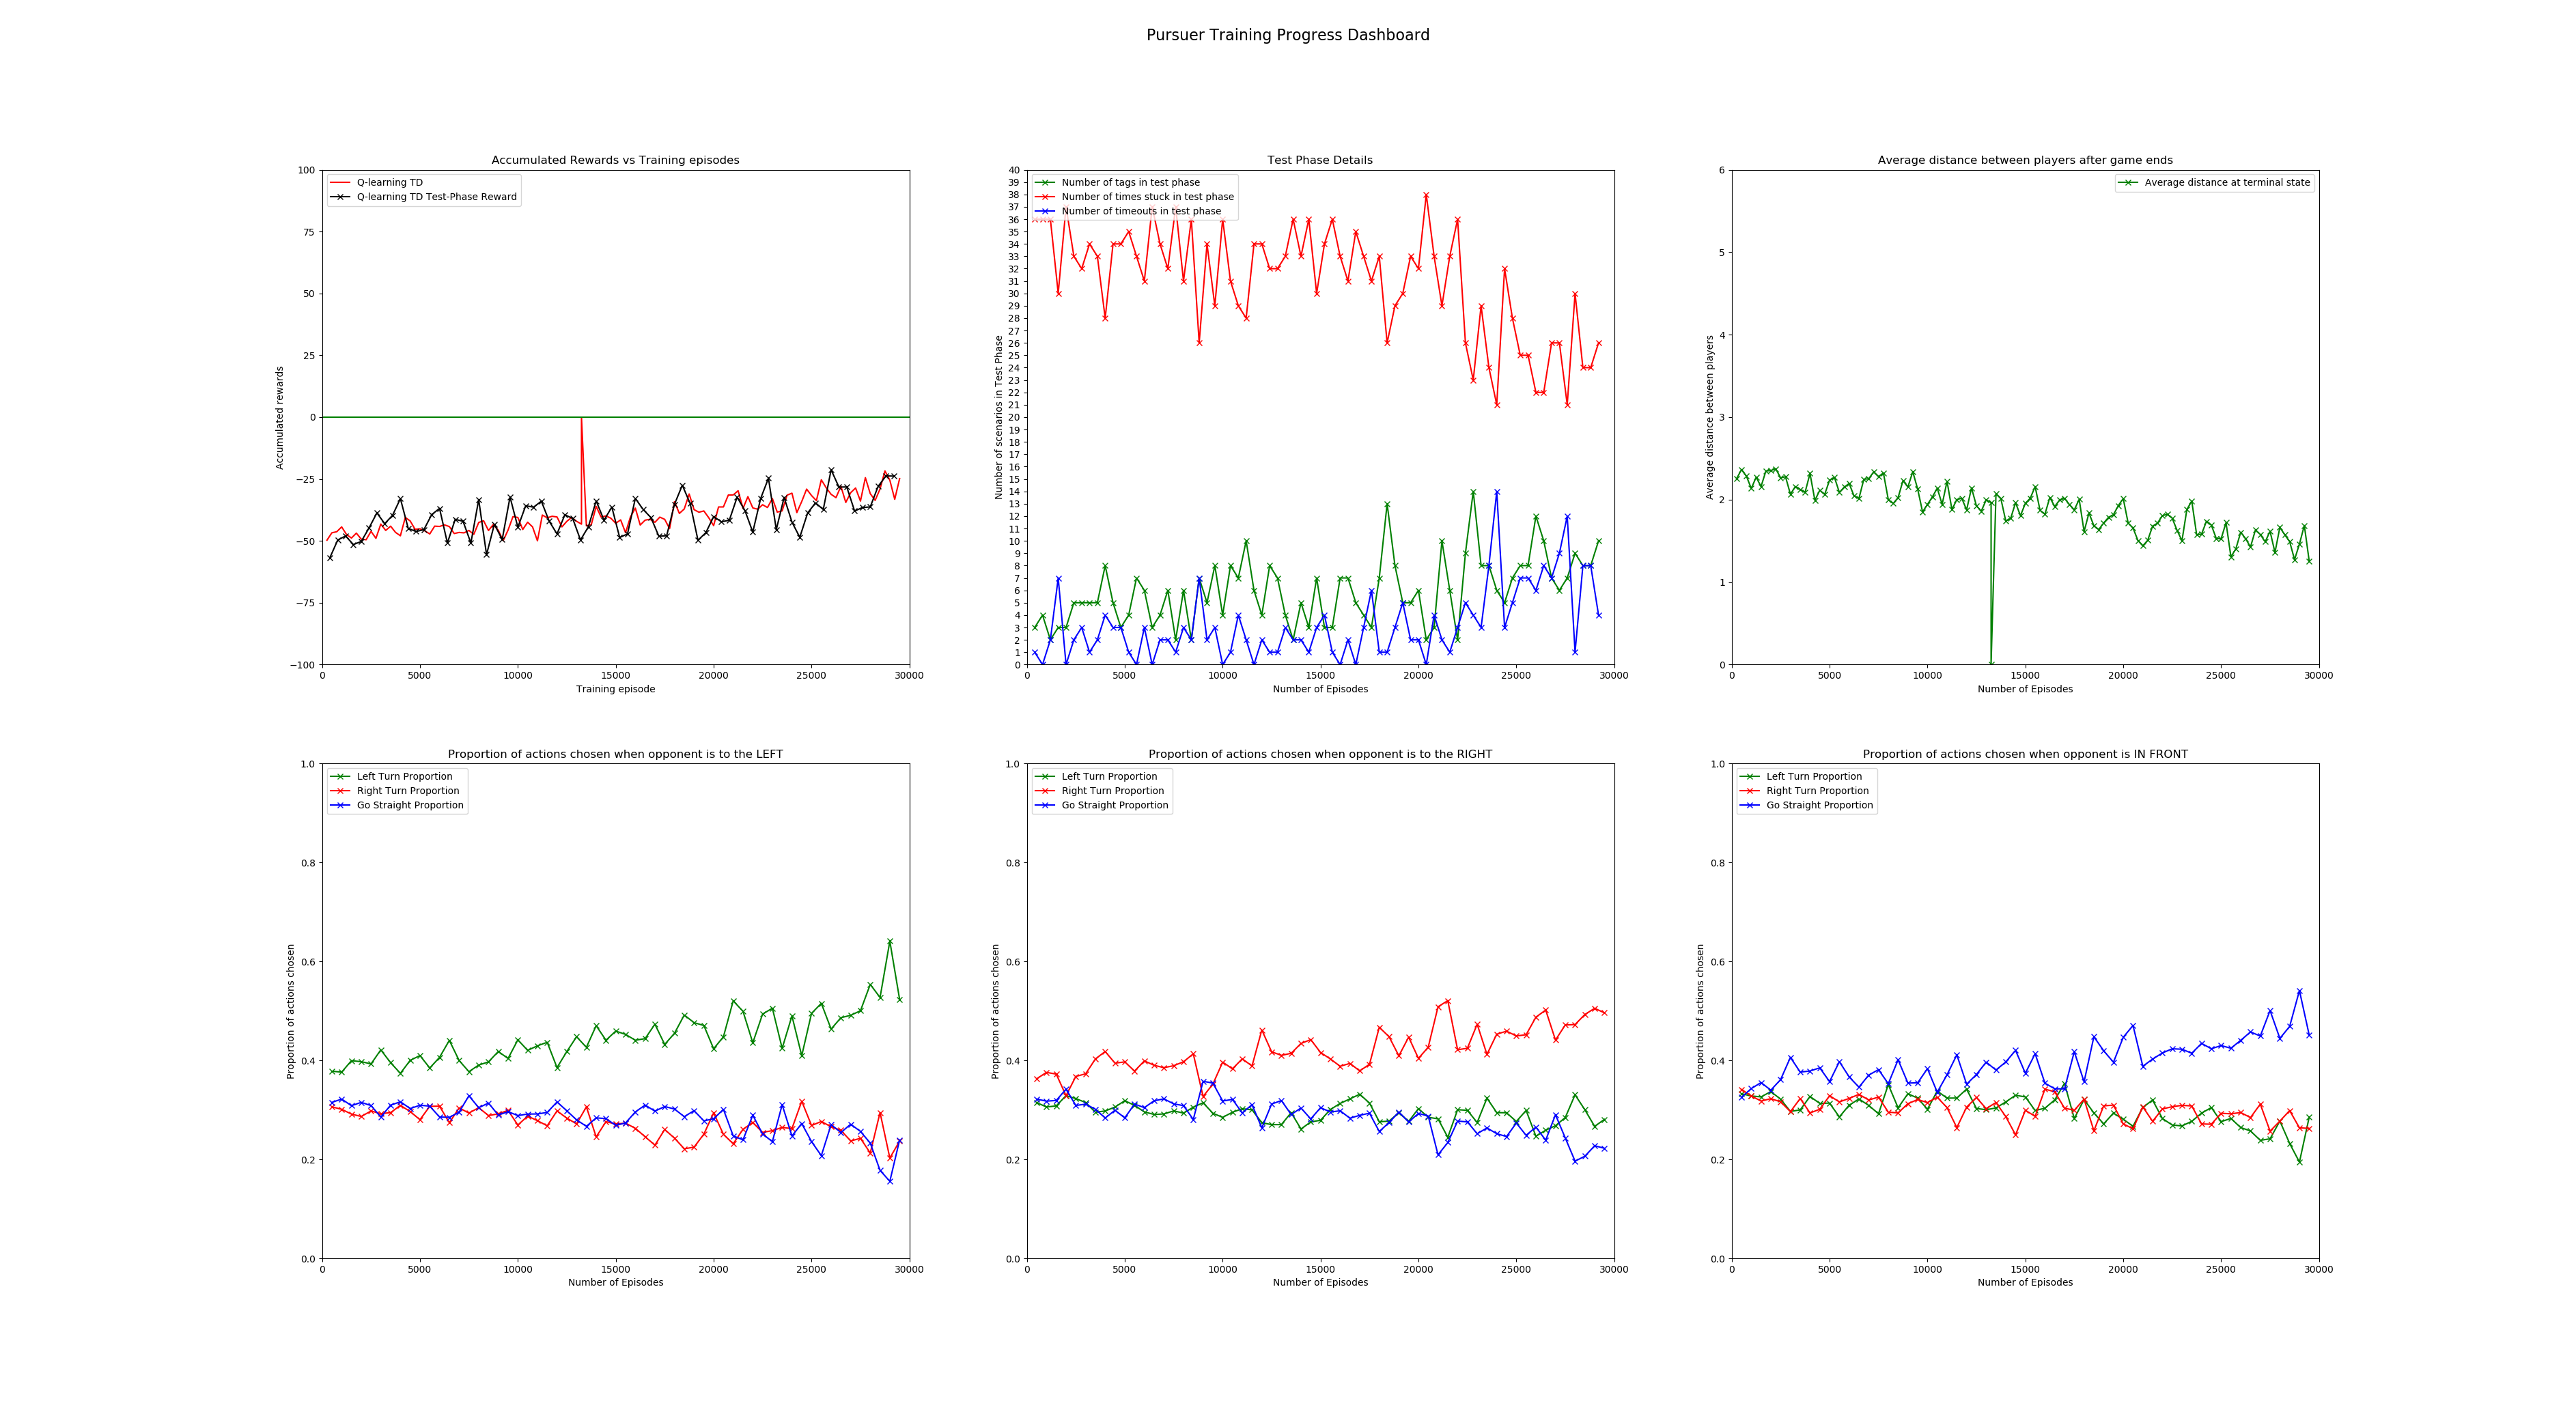 Pursuer Training Progress Dashboard
Accumulated Rewards vs Training episodes
Q-learning TD
Q-learning TD Test-Phase Reward
100
75
50
25
0
−25
−50
−75
−100
Accumulated rewards
0 5000 10000 15000 20000 25000 30000
Training episode
Test Phase Details
Number of tags in test phase
Number of times stuck in test phase
Number of timeouts in test phase
40
39
38
37
36
35
34
33
32
31
30
29
28
27
26
25
24
23
22
21
20
19
18
17
16
15
14
13
12
11
10
9
8
7
6
5
4
3
2
1
0
Number of scenarios in Test Phase
0 5000 10000 15000 20000 25000 30000
Number of Episodes
Average distance between players after game ends
Average distance at terminal state
6
5
4
3
2
1
0
Average distance between players
0 5000 10000 15000 20000 25000 30000
Number of Episodes
Proportion of actions chosen when opponent is to the LEFT
Left Turn Proportion
Right Turn Proportion
Go Straight Proportion
1.0
0.8
0.6
0.4
0.2
0.0
Proportion of actions chosen
0 5000 10000 15000 20000 25000 30000
Number of Episodes
Proportion of actions chosen when opponent is to the RIGHT
Left Turn Proportion
Right Turn Proportion
Go Straight Proportion
1.0
0.8
0.6
0.4
0.2
0.0
Proportion of actions chosen
0 5000 10000 15000 20000 25000 30000
Number of Episodes
Proportion of actions chosen when opponent is IN FRONT
Left Turn Proportion
Right Turn Proportion
Go Straight Proportion
1.0
0.8
0.6
0.4
0.2
0.0
Proportion of actions chosen
0 5000 10000 15000 20000 25000 30000
Number of Episodes